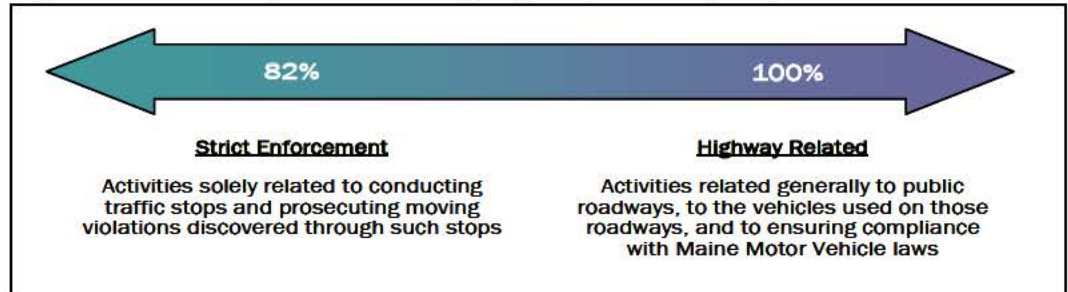 82%
100%
Strict Enforcement
Activities solely related to conducting
traffic stops and prosecuting moving
violations discovered through such stops
Highway Related
Activities related generally to public
roadways, to the vehicles used on those
roadways, and to ensuring compliance
with Maine Motor Vehicle laws